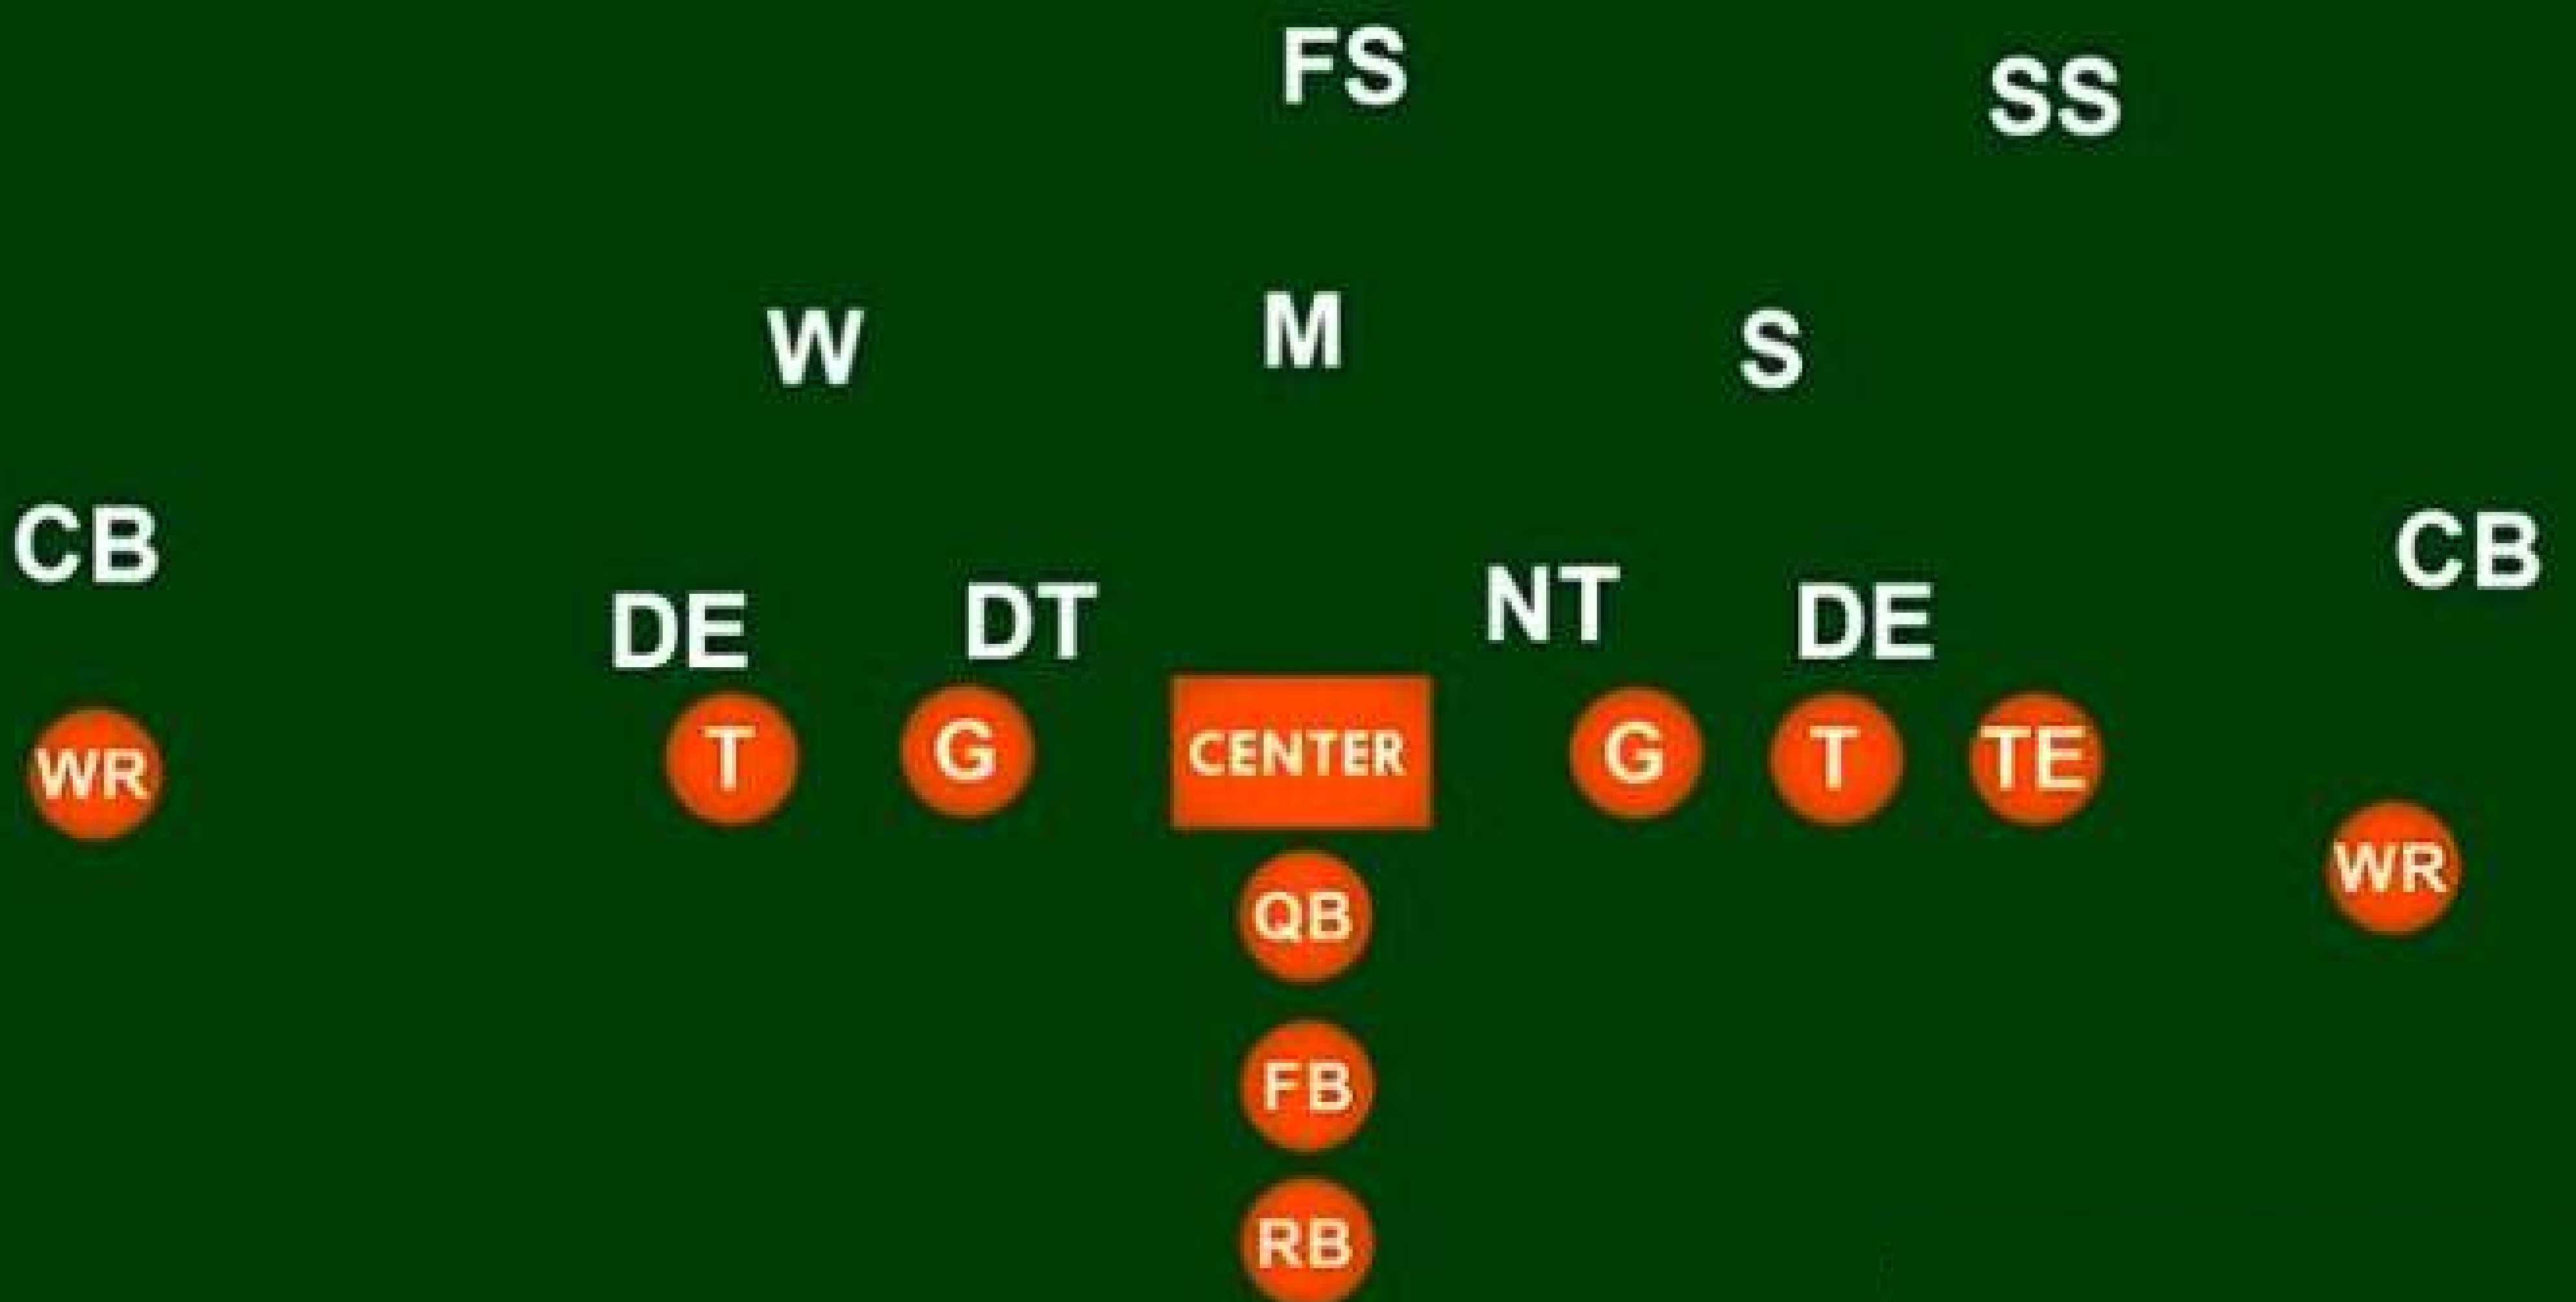 FS SS
W M S
CB CB
DE DT NT DE
WR T G CENTER G T TE
WR
QB
FB
RB